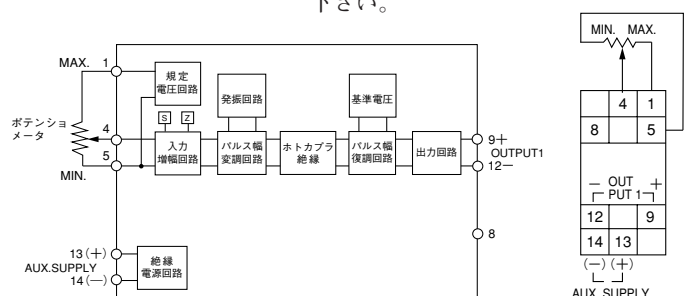 下さい。
MAX. 1
規定
電圧回路
発振回路
基準電圧
S Z
ポテンショ
メータ
4
5
MIN.
入力
増幅回路
パルス幅
変調回路
ホトカプラ
絶縁
パルス幅
復調回路
出力回路
9+
OUTPUT1
12−
8
13(+)
AUX.SUPPLY
14(−)
絶縁
電源回路
MIN. MAX.
4 1
8 5
− OUT +
PUT 1
12 9
14 13
(−) (+)
AUX. SUPPLY